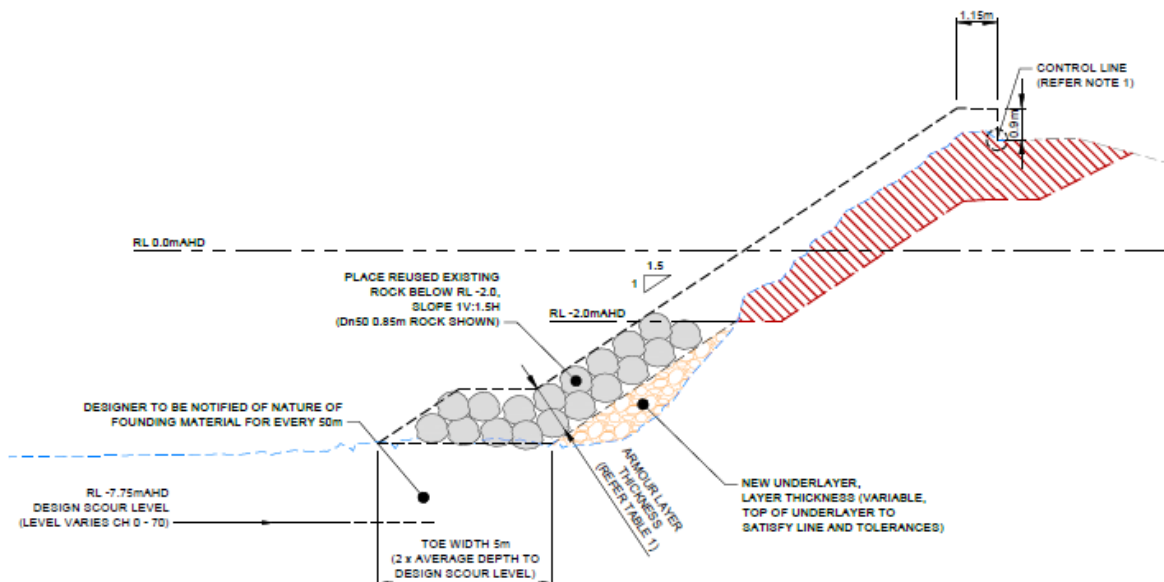 1.15m
CONTROL LINE
(REFER NOTE 1)
0.9m
RL 0.0mAHD
1.5
1
PLACE REUSED EXISTING
ROCK BELOW RL -2.0,
SLOPE 1V:1.5H
(Dn50 0.85m ROCK SHOWN)
RL -2.0mAHD
DESIGNER TO BE NOTIFIED OF NATURE OF
FOUNDING MATERIAL FOR EVERY 50m
ARMOUR LAYER
THICKNESS
(REFER TABLE 1)
NEW UNDERLAYER,
LAYER THICKNESS (VARIABLE,
TOP OF UNDERLAYER TO
SATISFY LINE AND TOLERANCES)
RL -7.75mAHD
DESIGN SCOUR LEVEL
(LEVEL VARIES CH 0 - 70)
TOE WIDTH 5m
(2 x AVERAGE DEPTH TO
DESIGN SCOUR LEVEL)